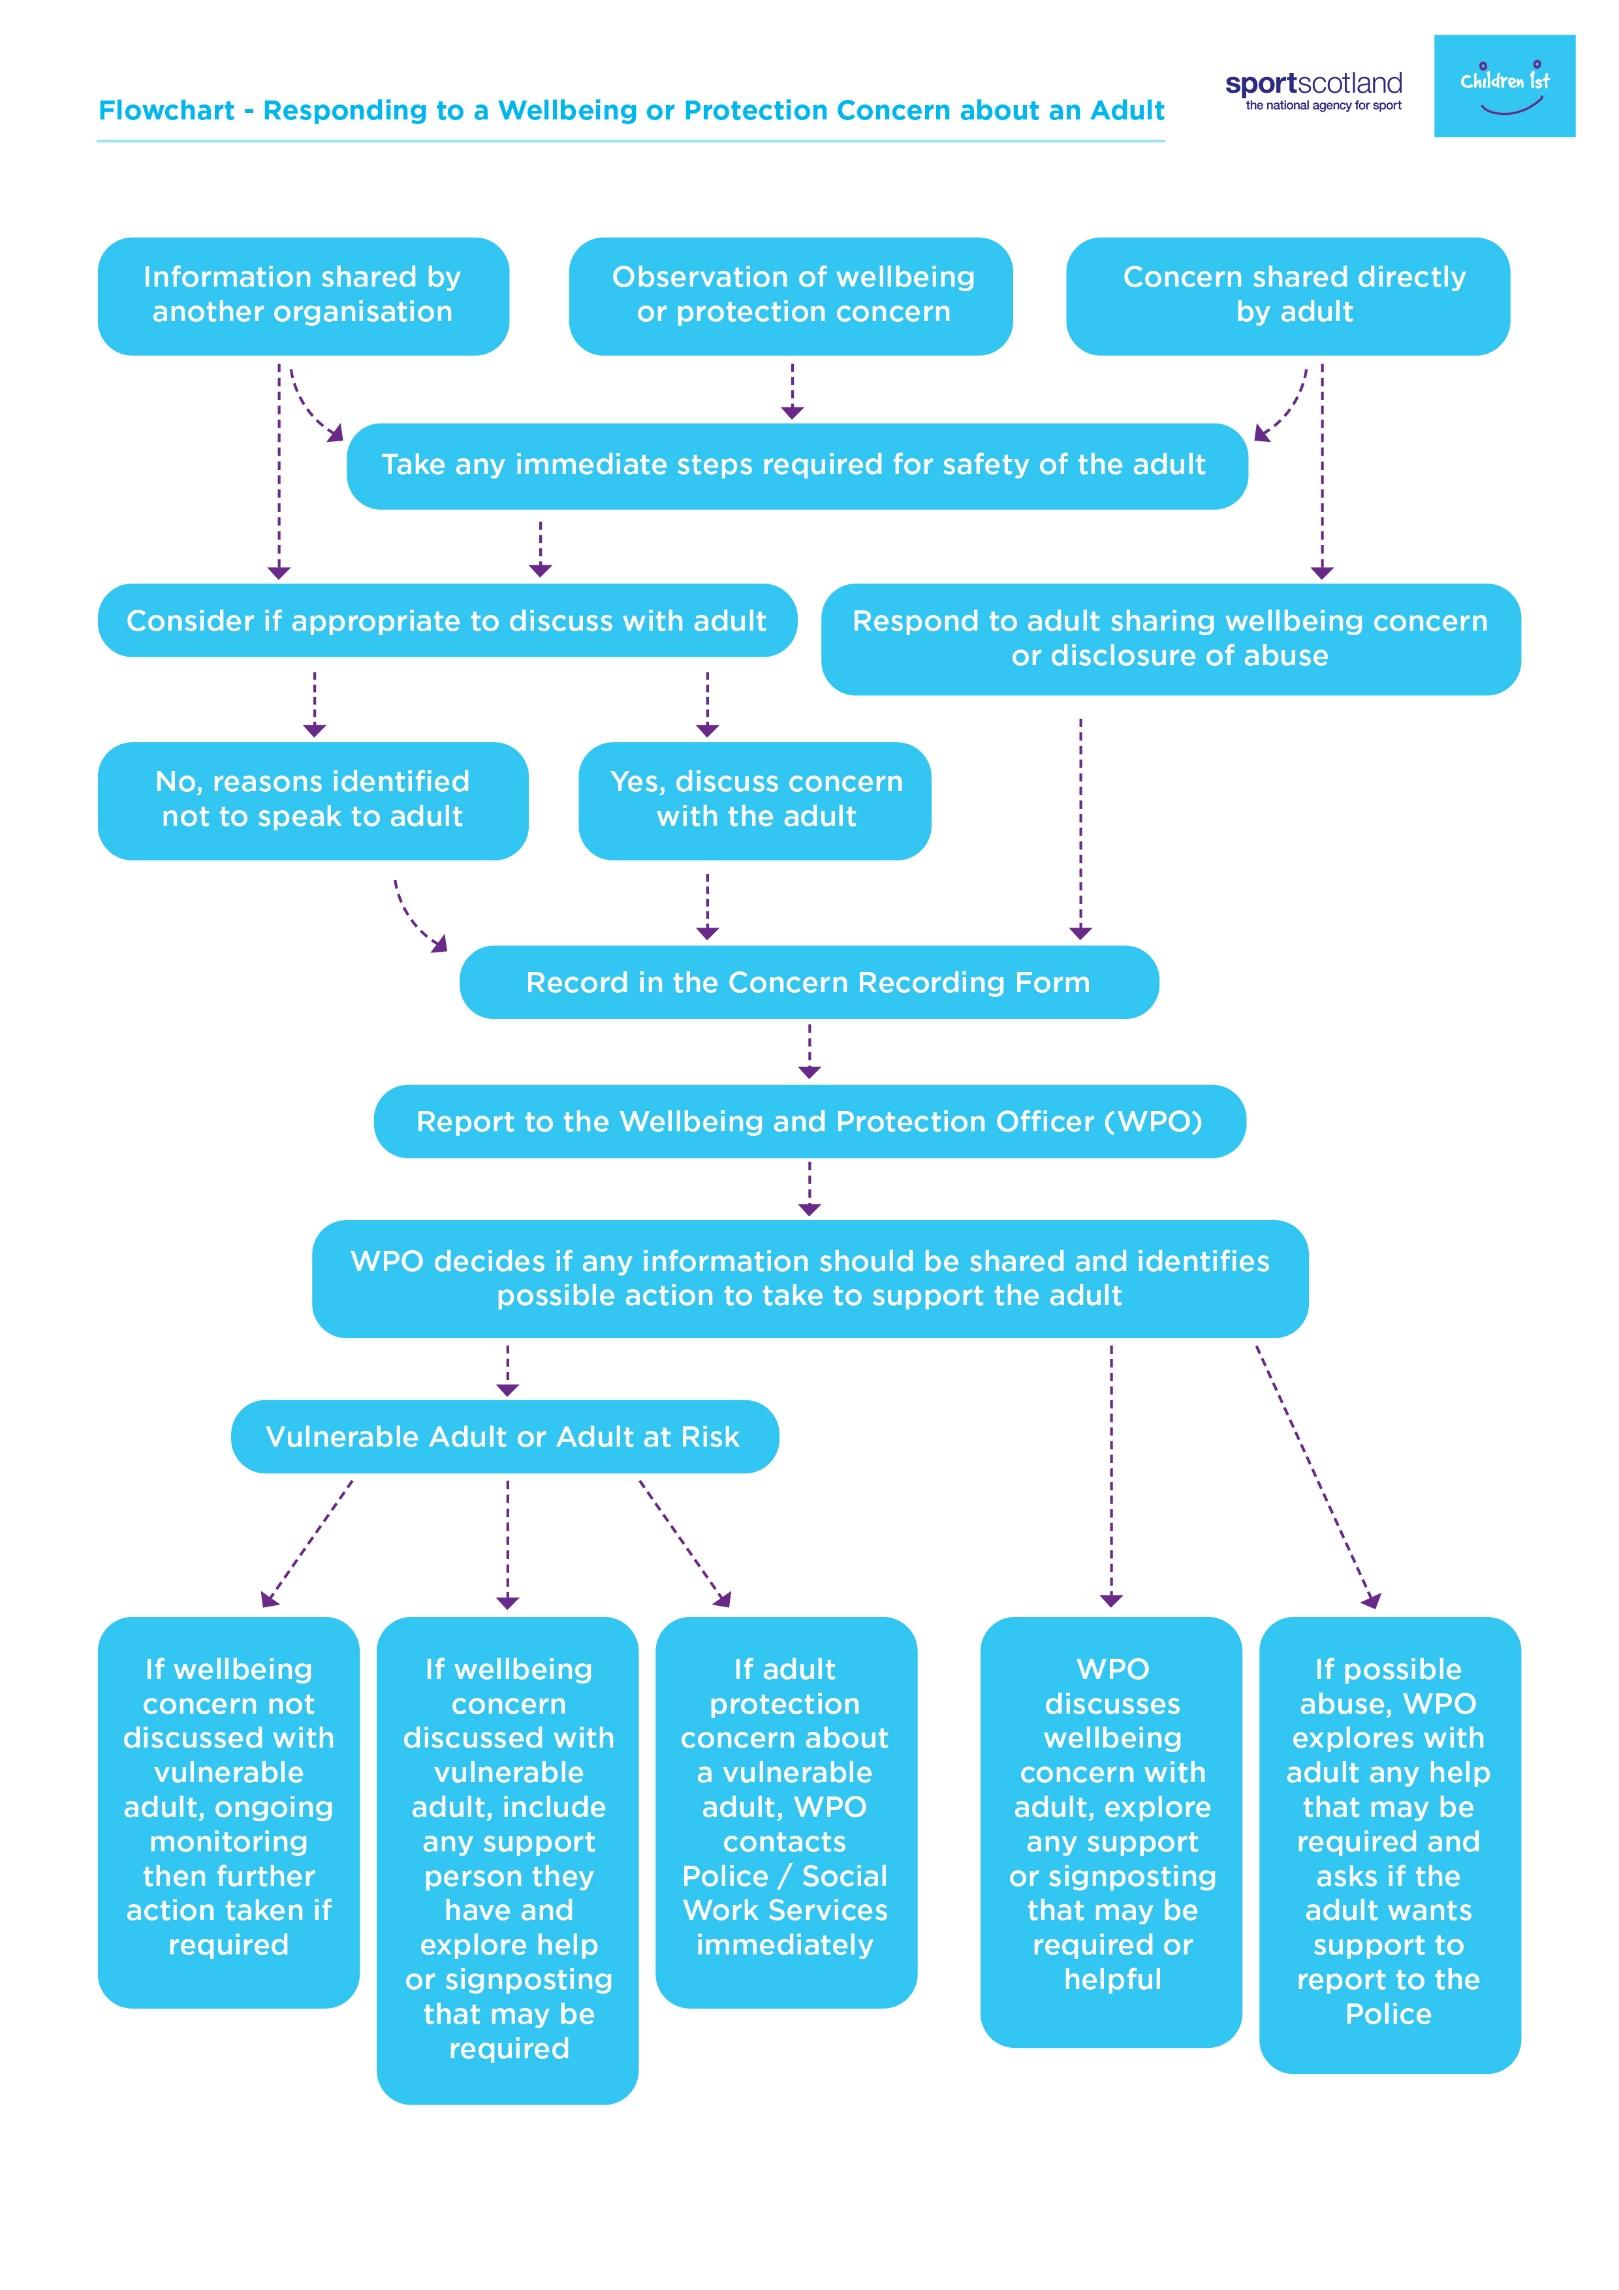 Flowchart - Responding to a Wellbeing or Protection Concern about an Adult
sportscotland
the national agency for sport
Children 1st
Information shared by
another organisation
Observation of wellbeing
or protection concern
Concern shared directly
by adult
Take any immediate steps required for safety of the adult
Consider if appropriate to discuss with adult
Respond to adult sharing wellbeing concern
or disclosure of abuse
No, reasons identified
not to speak to adult
Yes, discuss concern
with the adult
Record in the Concern Recording Form
Report to the Wellbeing and Protection Officer (WPO)
WPO decides if any information should be shared and identifies
possible action to take to support the adult
Vulnerable Adult or Adult at Risk
If wellbeing
concern not
discussed with
vulnerable
adult, ongoing
monitoring
then further
action taken if
required
If wellbeing
concern
discussed with
vulnerable
adult, include
any support
person they
have and
explore help
or signposting
that may be
required
If adult
protection
concern about
a vulnerable
adult, WPO
contacts
Police / Social
Work Services
immediately
WPO
discusses
wellbeing
concern with
adult, explore
any support
or signposting
that may be
required or
helpful
If possible
abuse, WPO
explores with
adult any help
that may be
required and
asks if the
adult wants
support to
report to the
Police